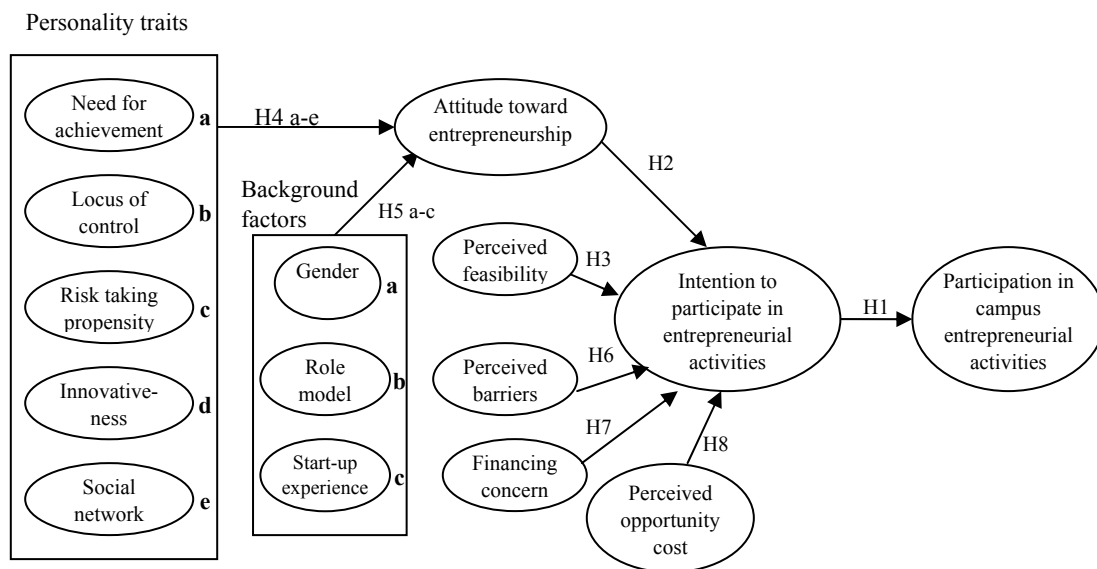 Personality traits
Need for
achievement
a
Locus of
control
b
Risk taking
propensity
c
Innovative-
ness
d
Social
network
e
H4 a-e
Attitude toward
entrepreneurship
Background
factors
H5 a-c
Gender
a
Role
model
b
Start-up
experience
c
H2
Perceived
feasibility
H3
Perceived
barriers
H6
Financing
concern
H7
Perceived
opportunity
cost
H8
Intention to
participate in
entrepreneurial
activities
H1
Participation in
campus
entrepreneurial
activities